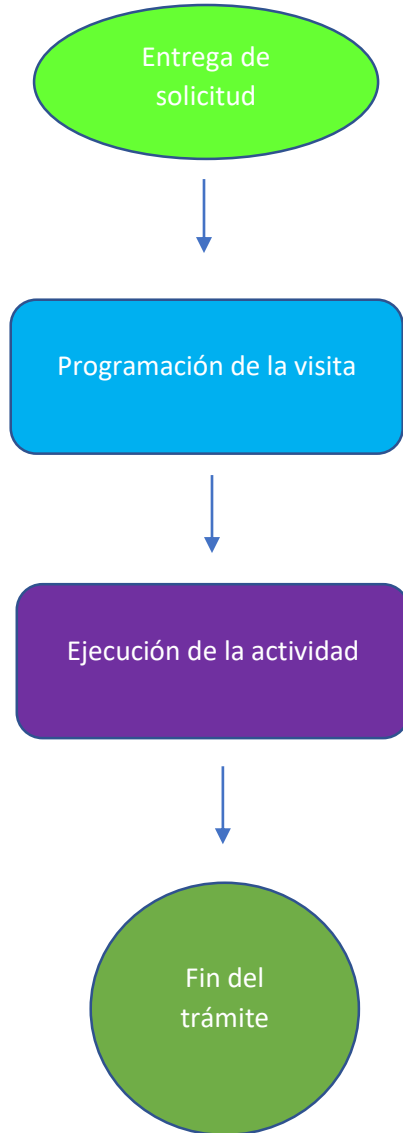 Entrega de
solicitud
Programación de la visita
Ejecución de la actividad
Fin del
trámite